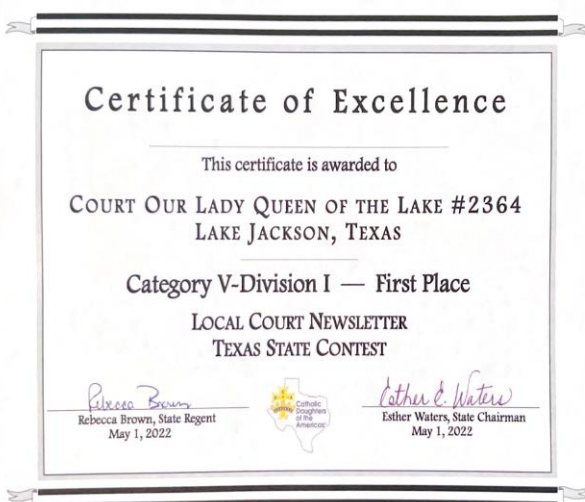 Certificate of Excellence
This certificate is awarded to
COURT OUR LADY QUEEN OF THE LAKE #2364
LAKE JACKSON, TEXAS
Category V-Division I — First Place
LOCAL COURT NEWSLETTER
TEXAS STATE CONTEST
Rebecca Brown
Rebecca Brown, State Regent
May 1, 2022
Catholic
Daughters
of the
Americas
Esther E. Waters
Esther Waters, State Chairman
May 1, 2022